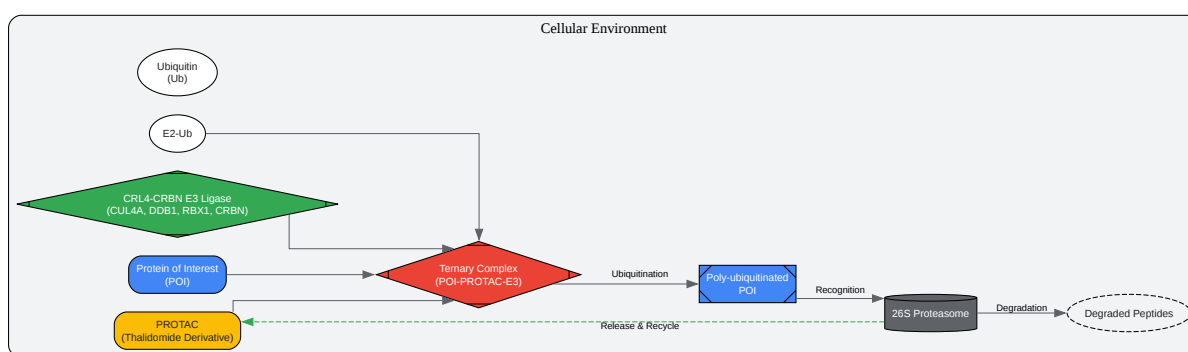 Cellular Environment
Ubiquitin
(Ub)
E2-Ub
CRL4-CRBN E3 Ligase
(CUL4A, DDB1, RBX1, CRBN)
Protein of Interest
(POI)
PROTAC
(Thalidomide Derivative)
Ternary Complex
(POI-PROTAC-E3)
Ubiquitination
Poly-ubiquitinated
POI
Recognition
26S Proteasome
Degradation
Degraded Peptides
Release & Recycle